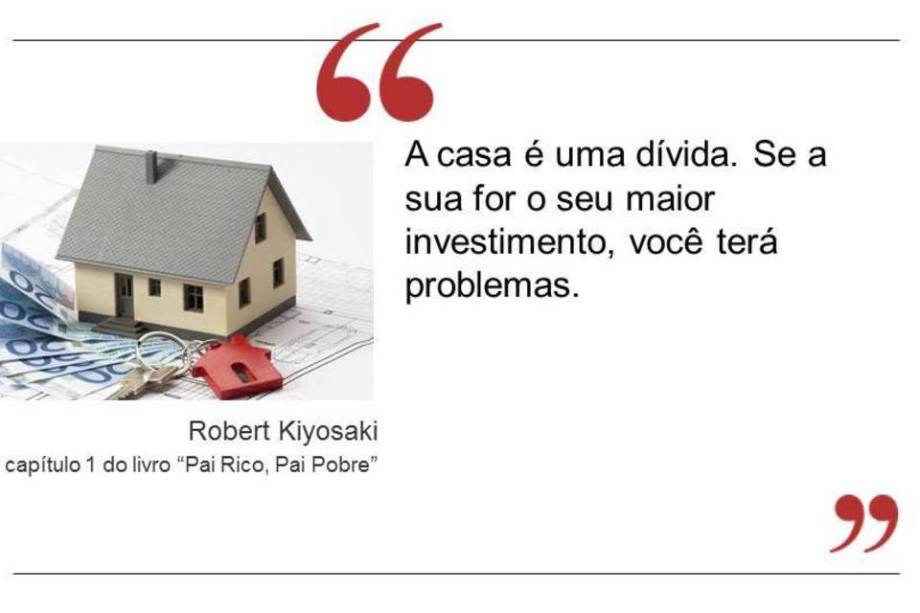 A casa é uma dívida. Se a
sua for o seu maior
investimento, você terá
problemas.
Robert Kiyosaki
capítulo 1 do livro “Pai Rico, Pai Pobre”